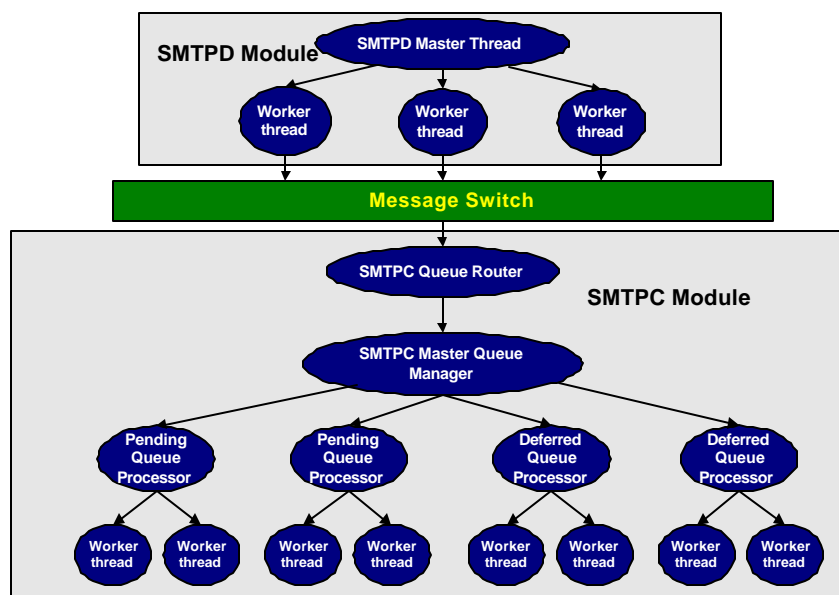 SMTPD Module
SMTPD Master Thread
Worker
thread
Worker
thread
Worker
thread
Message Switch
SMTPC Queue Router
SMTPC Module
SMTPC Master Queue
Manager
Pending
Queue
Processor
Pending
Queue
Processor
Deferred
Queue
Processor
Deferred
Queue
Processor
Worker
thread
Worker
thread
Worker
thread
Worker
thread
Worker
thread
Worker
thread
Worker
thread
Worker
thread